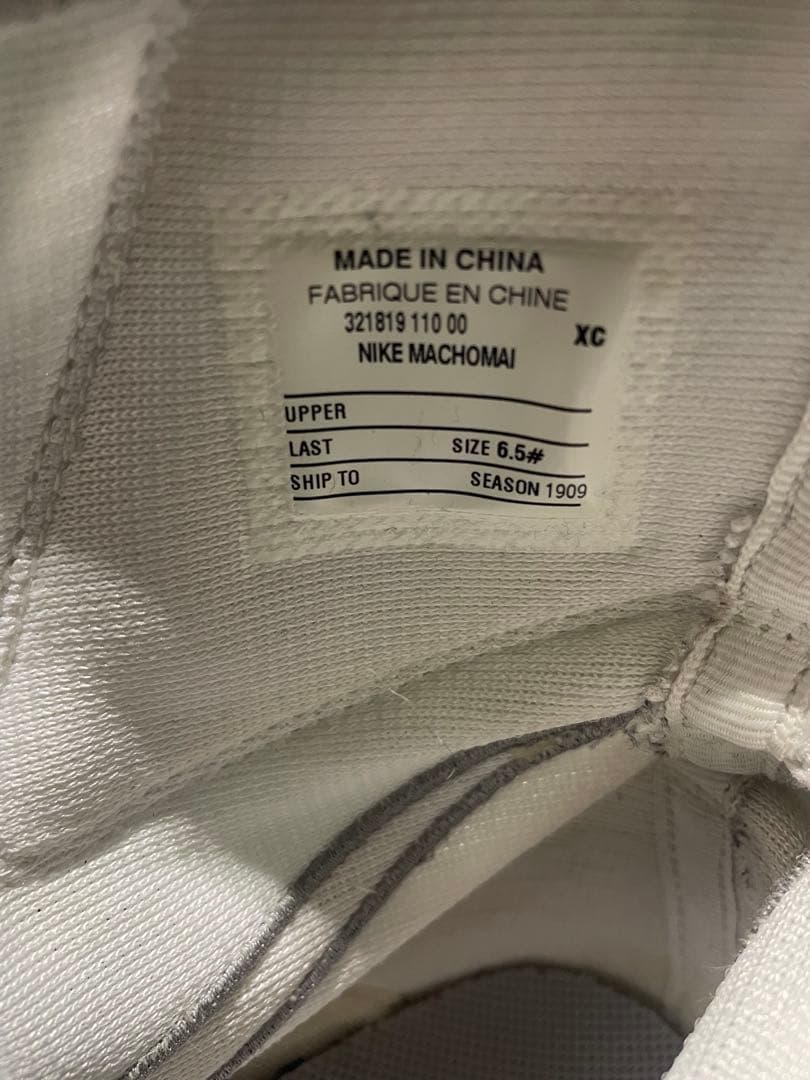 MADE IN CHINA
FABRIQUE EN CHINE
321819 110 00
XC
NIKE MACHOMAI
UPPER
LAST SIZE 6.5#
SHIP TO SEASON 1909